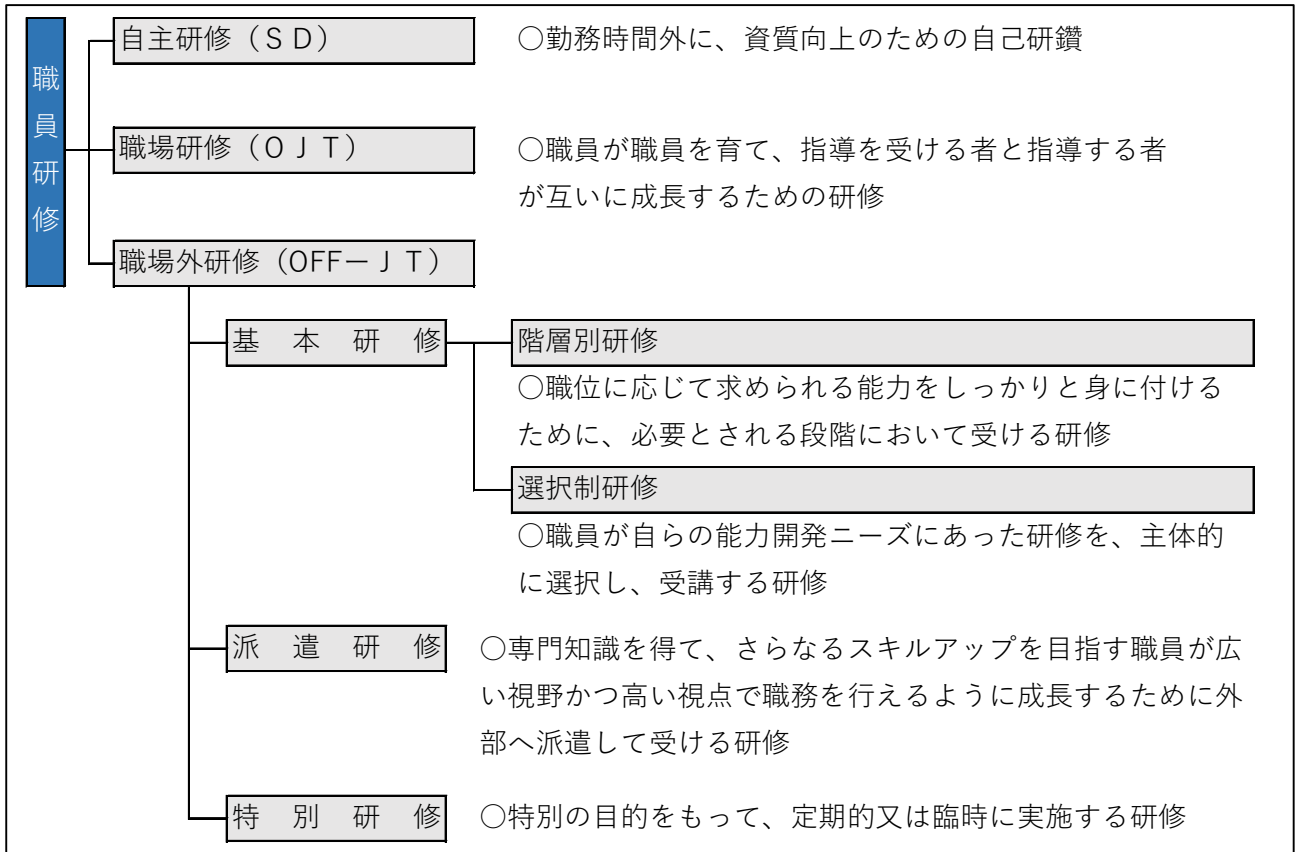 職員研修
自主研修（ＳＤ）
○勤務時間外に、資質向上のための自己研鑽
職場研修（ＯＪＴ）
○職員が職員を育て、指導を受ける者と指導する者
が互いに成長するための研修
職場外研修（OFF－ＪＴ）
基本研修
階層別研修
○職位に応じて求められる能力をしっかりと身に付ける
ために、必要とされる段階において受ける研修
選択制研修
○職員が自らの能力開発ニーズにあった研修を、主体的
に選択し、受講する研修
派遣研修
○専門知識を得て、さらなるスキルアップを目指す職員が広
い視野かつ高い視点で職務を行えるように成長するために外
部へ派遣して受ける研修
特別研修
○特別の目的をもって、定期的又は臨時に実施する研修